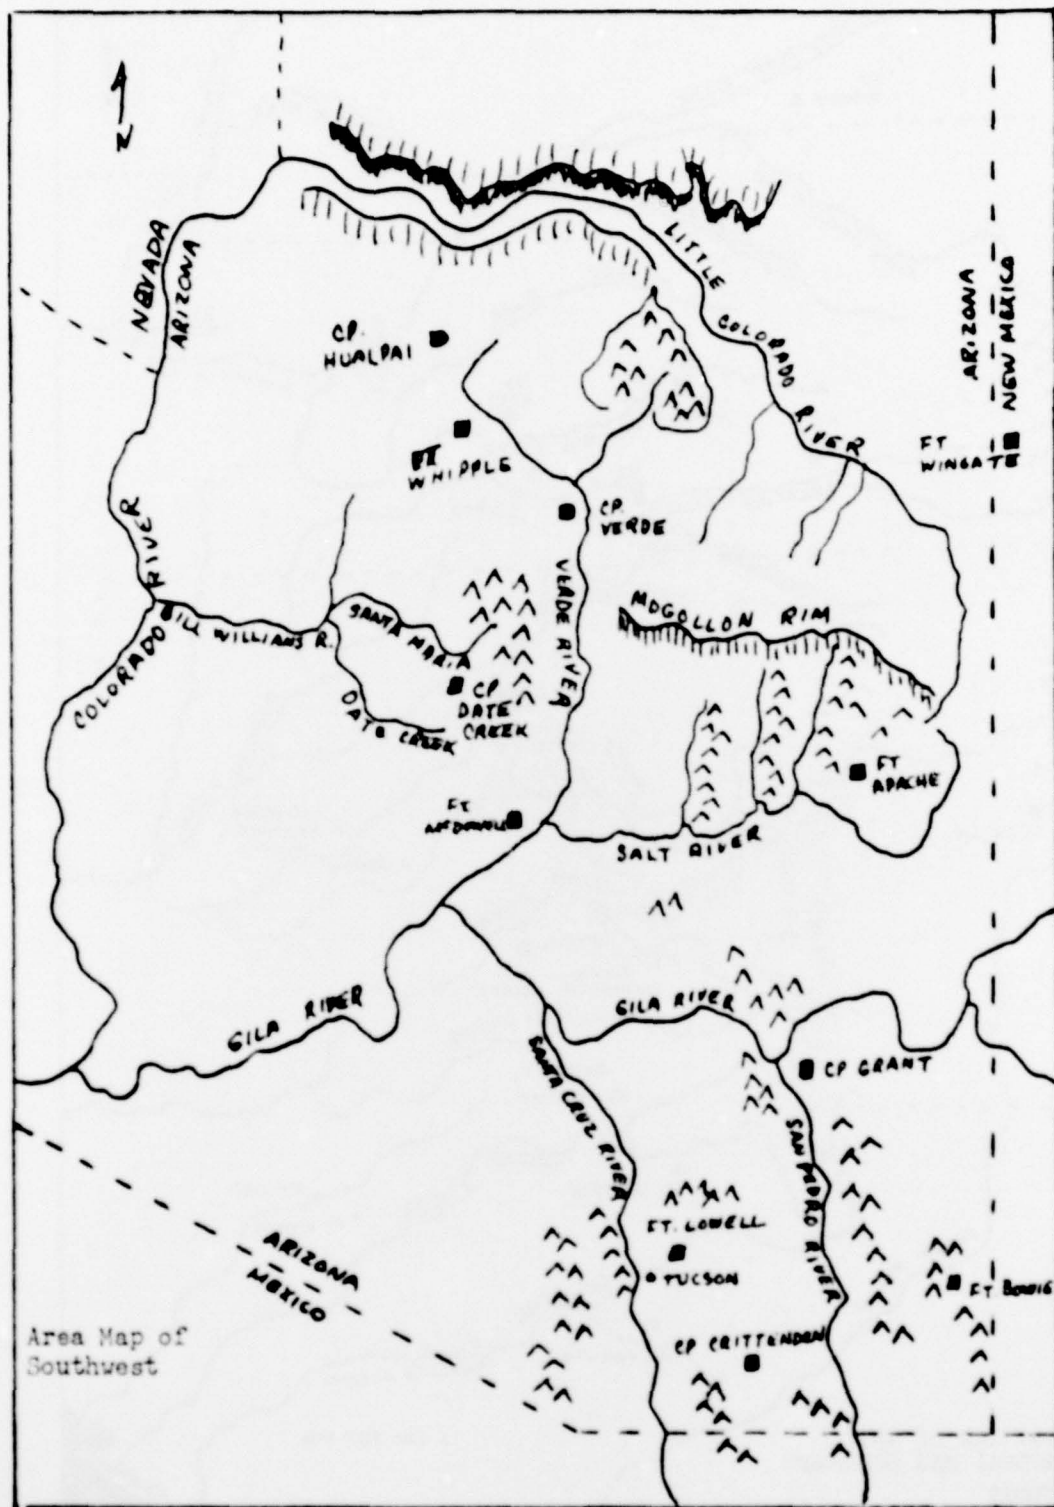 N
NEVADA
ARIZONA
LITTLE
COLORADO
RIVER
ARIZONA
NEW MEXICO
CP.
HUALPAI
FT
WHIPPLE
FT
WINGATE
CP.
VERDE
VERDE RIVER
MOGOLLON RIM
COLORADO RIVER
BILL WILLIAMS R.
SANTA MARIA
CP
DATE
CREEK
DATE CREEK
FT
APACHE
FT
McDOWELL
SALT RIVER
GILA RIVER
GILA RIVER
CP GRANT
SANTA CRUZ RIVER
SAN PEDRO RIVER
FT. LOWELL
TUCSON
FT BOWIE
ARIZONA
MEXICO
CP CRITTENDEN
Area Map of
Southwest